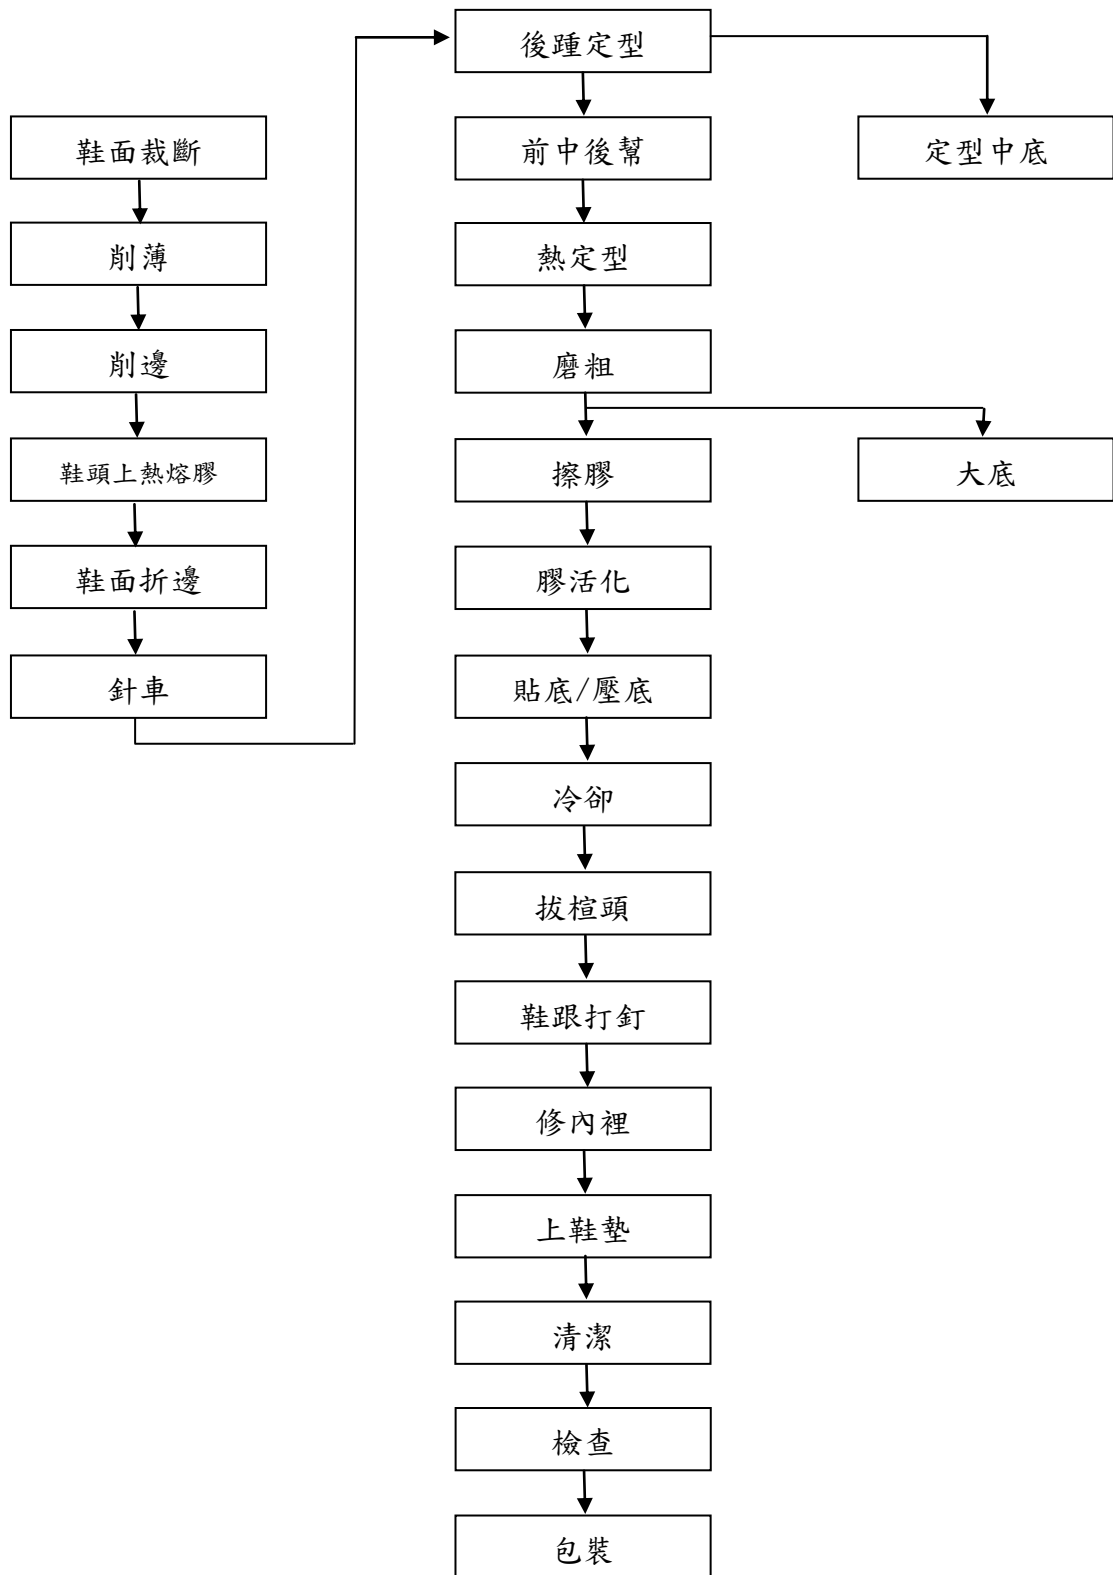 鞋面裁斷
削薄
削邊
鞋頭上熱熔膠
鞋面折邊
針車
後踵定型
前中後幫
熱定型
磨粗
擦膠
膠活化
貼底/壓底
冷卻
拔楦頭
鞋跟打釘
修內裡
上鞋墊
清潔
檢查
包裝
定型中底
大底